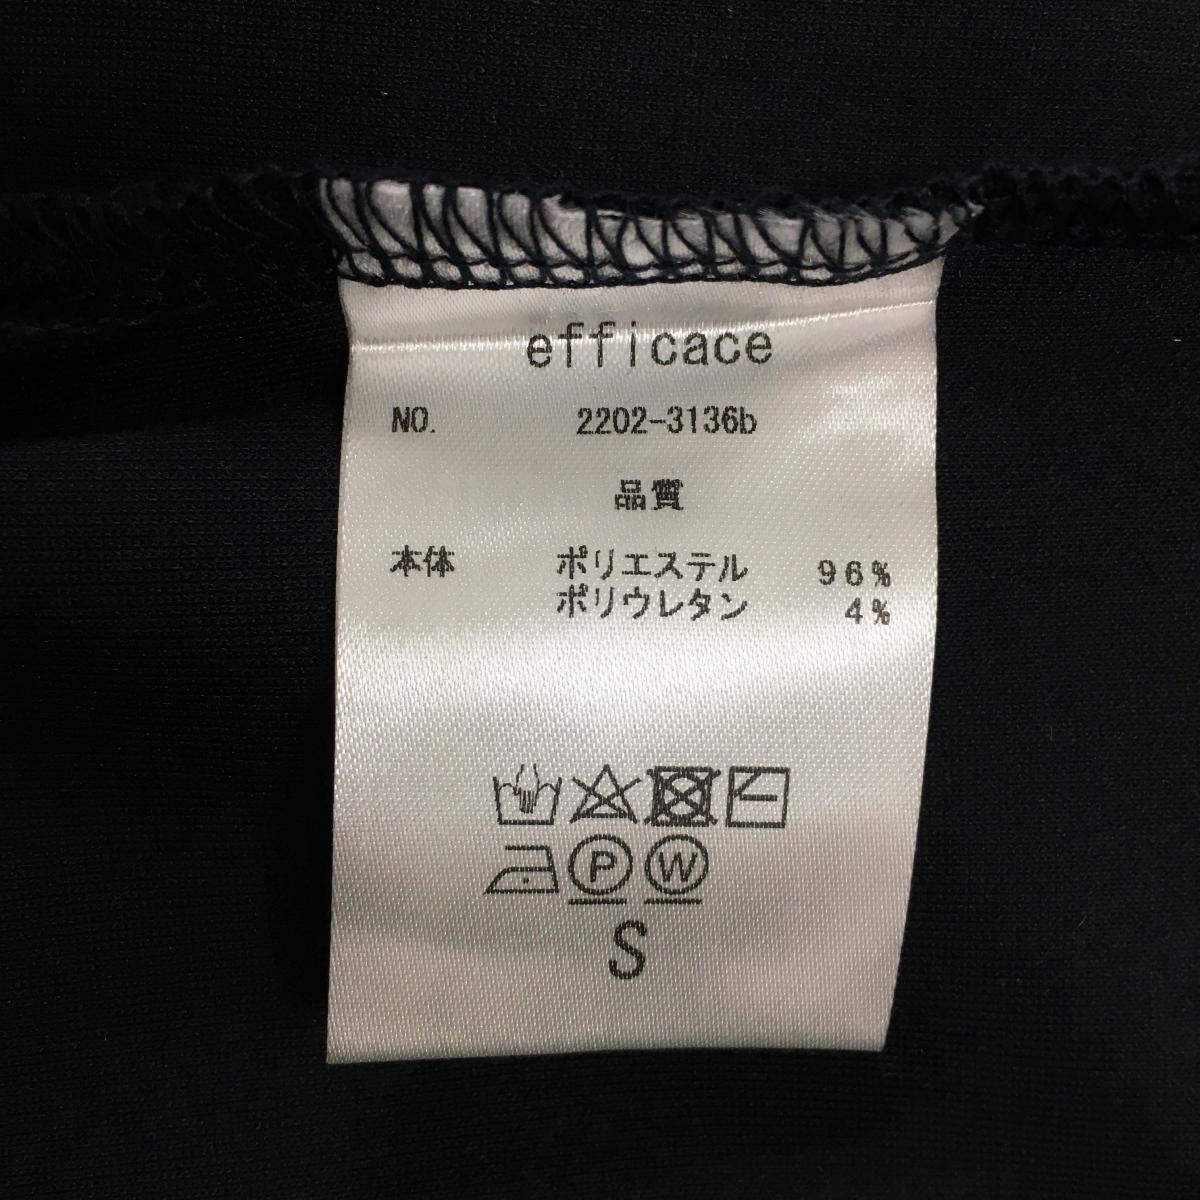 efficace
NO. 2202-3136b
品質
本体 ポリエステル 96%
ポリウレタン 4%
P W
S